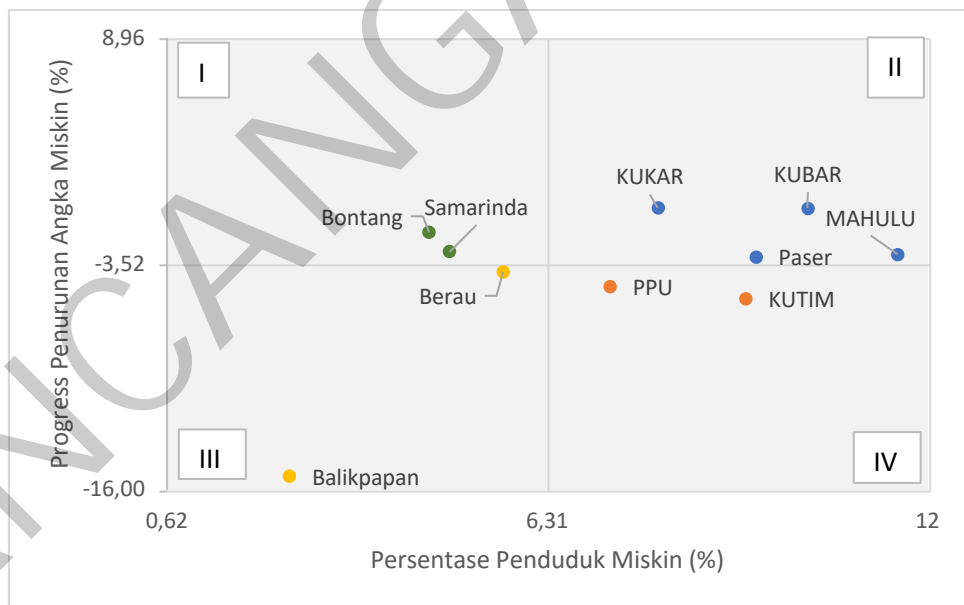 8,96
I
II
KUKAR
KUBAR
Samarinda
Bontang
MAHULU
-3,52
Paser
Berau
PPU
KUTIM
III
IV
Balikpapan
-16,00
0,62
6,31
12
Progress Penurunan Angka Miskin (%)
Persentase Penduduk Miskin (%)